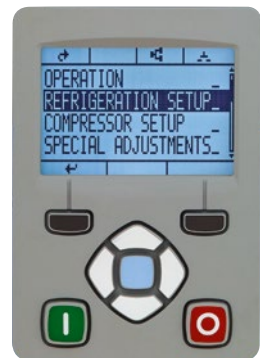 OPERATION _
REFRIGERATION SETUP_
COMPRESSOR SETUP _
SPECIAL ADJUSTMENTS_